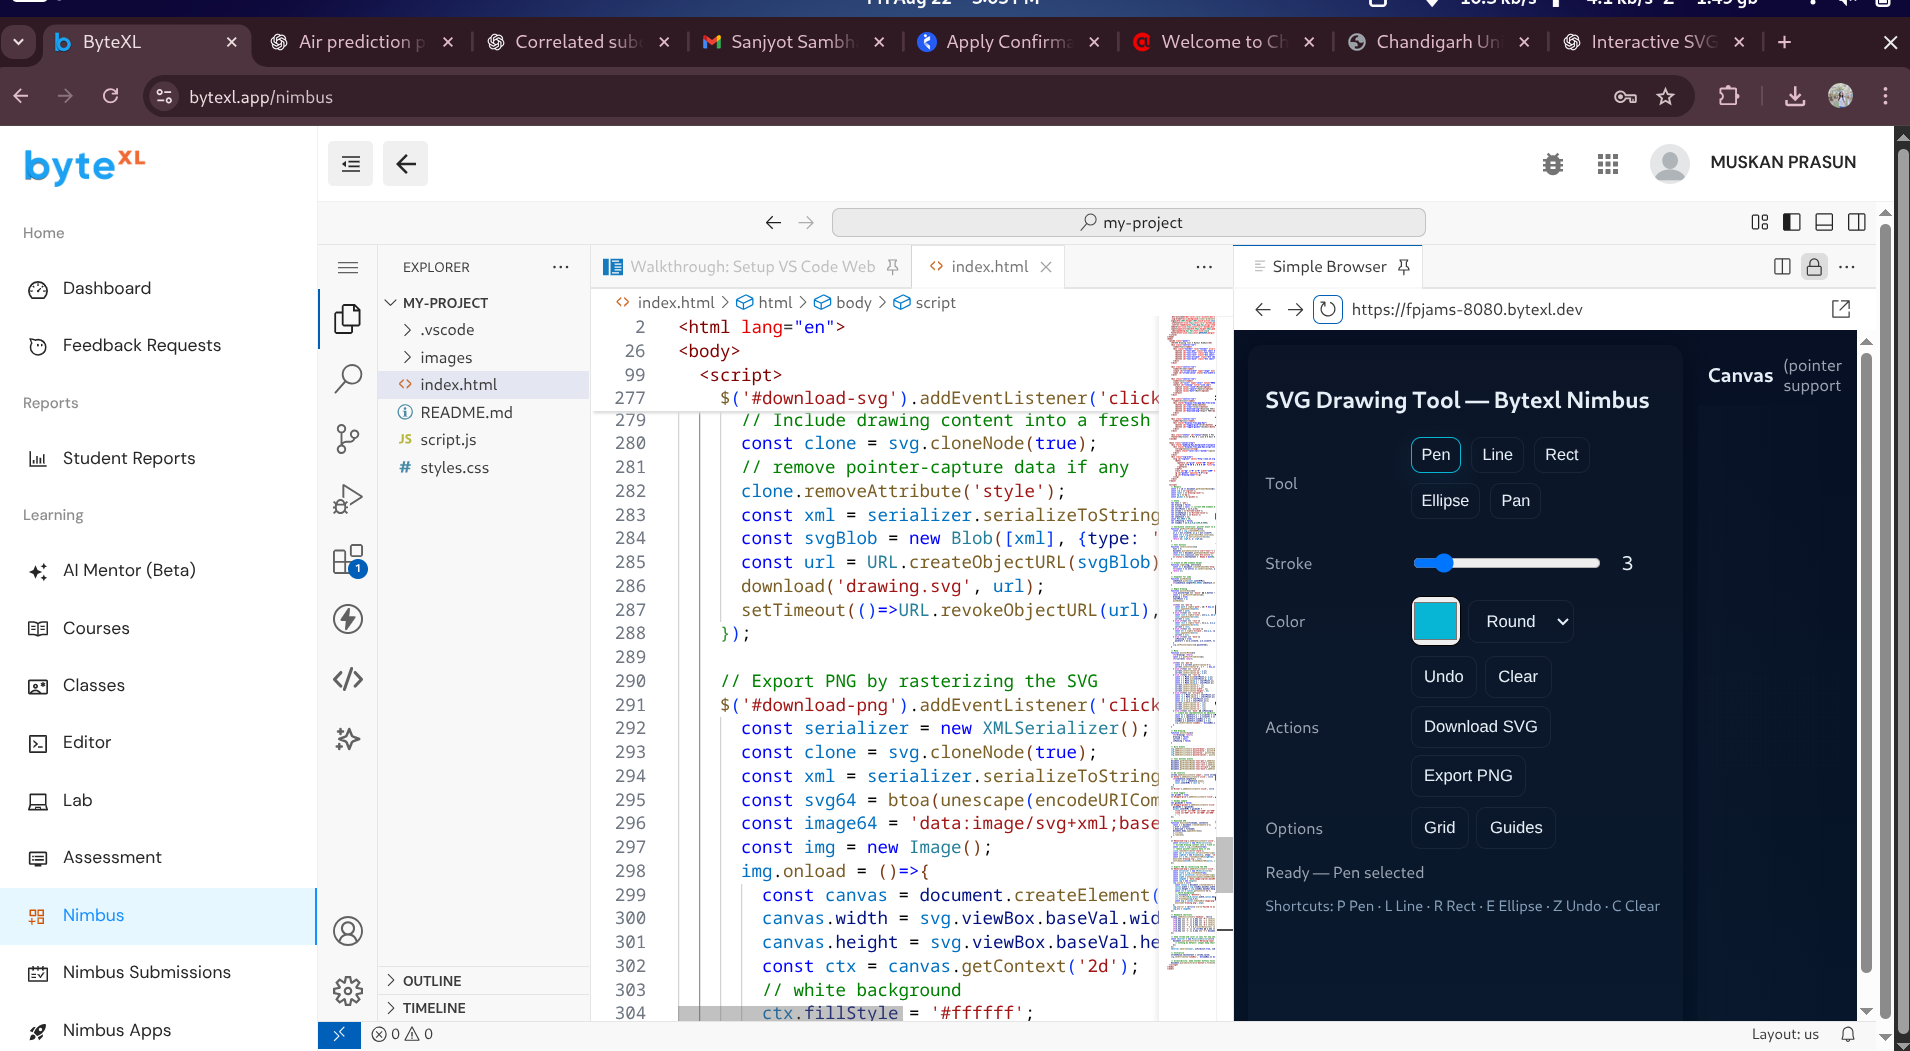 ByteXL
Air prediction p
Correlated sub
Sanjyot Sambh
Apply Confirma
Welcome to Ch
Chandigarh Uni
Interactive SVG
bytexl.app/nimbus
byteXL
MUSKAN PRASUN
Home
Dashboard
Feedback Requests
Reports
Student Reports
Learning
AI Mentor (Beta)
Courses
Classes
Editor
Lab
Assessment
Nimbus
Nimbus Submissions
Nimbus Apps
my-project
EXPLORER
MY-PROJECT
.vscode
images
index.html
README.md
JS script.js
# styles.css
OUTLINE
TIMELINE
1
Walkthrough: Setup VS Code Web
index.html
index.html > html > body > script
2 <html lang="en">
26 <body>
99 <script>
277 $('#download-svg').addEventListener('click
279 // Include drawing content into a fresh
280 const clone = svg.cloneNode(true);
281 // remove pointer-capture data if any
282 clone.removeAttribute('style');
283 const xml = serializer.serializeToString
284 const svgBlob = new Blob([xml], {type: '
285 const url = URL.createObjectURL(svgBlob)
286 download('drawing.svg', url);
287 setTimeout(()=>URL.revokeObjectURL(url),
288 });
289
290 // Export PNG by rasterizing the SVG
291 $('#download-png').addEventListener('click
292 const serializer = new XMLSerializer();
293 const clone = svg.cloneNode(true);
294 const xml = serializer.serializeToString
295 const svg64 = btoa(unescape(encodeURICom
296 const image64 = 'data:image/svg+xml;base
297 const img = new Image();
298 img.onload = ()=>{
299 const canvas = document.createElement(
300 canvas.width = svg.viewBox.baseVal.wid
301 canvas.height = svg.viewBox.baseVal.he
302 const ctx = canvas.getContext('2d');
303 // white background
304 ctx.fillStyle = '#ffffff';
Simple Browser
https://fpjams-8080.bytexl.dev
SVG Drawing Tool — Bytexl Nimbus
Tool
Pen Line Rect
Ellipse Pan
Stroke 3
Color Round
Actions
Undo Clear
Download SVG
Export PNG
Options Grid Guides
Ready — Pen selected
Shortcuts: P Pen · L Line · R Rect · E Ellipse · Z Undo · C Clear
Canvas (pointer
support
0 0
Layout: us